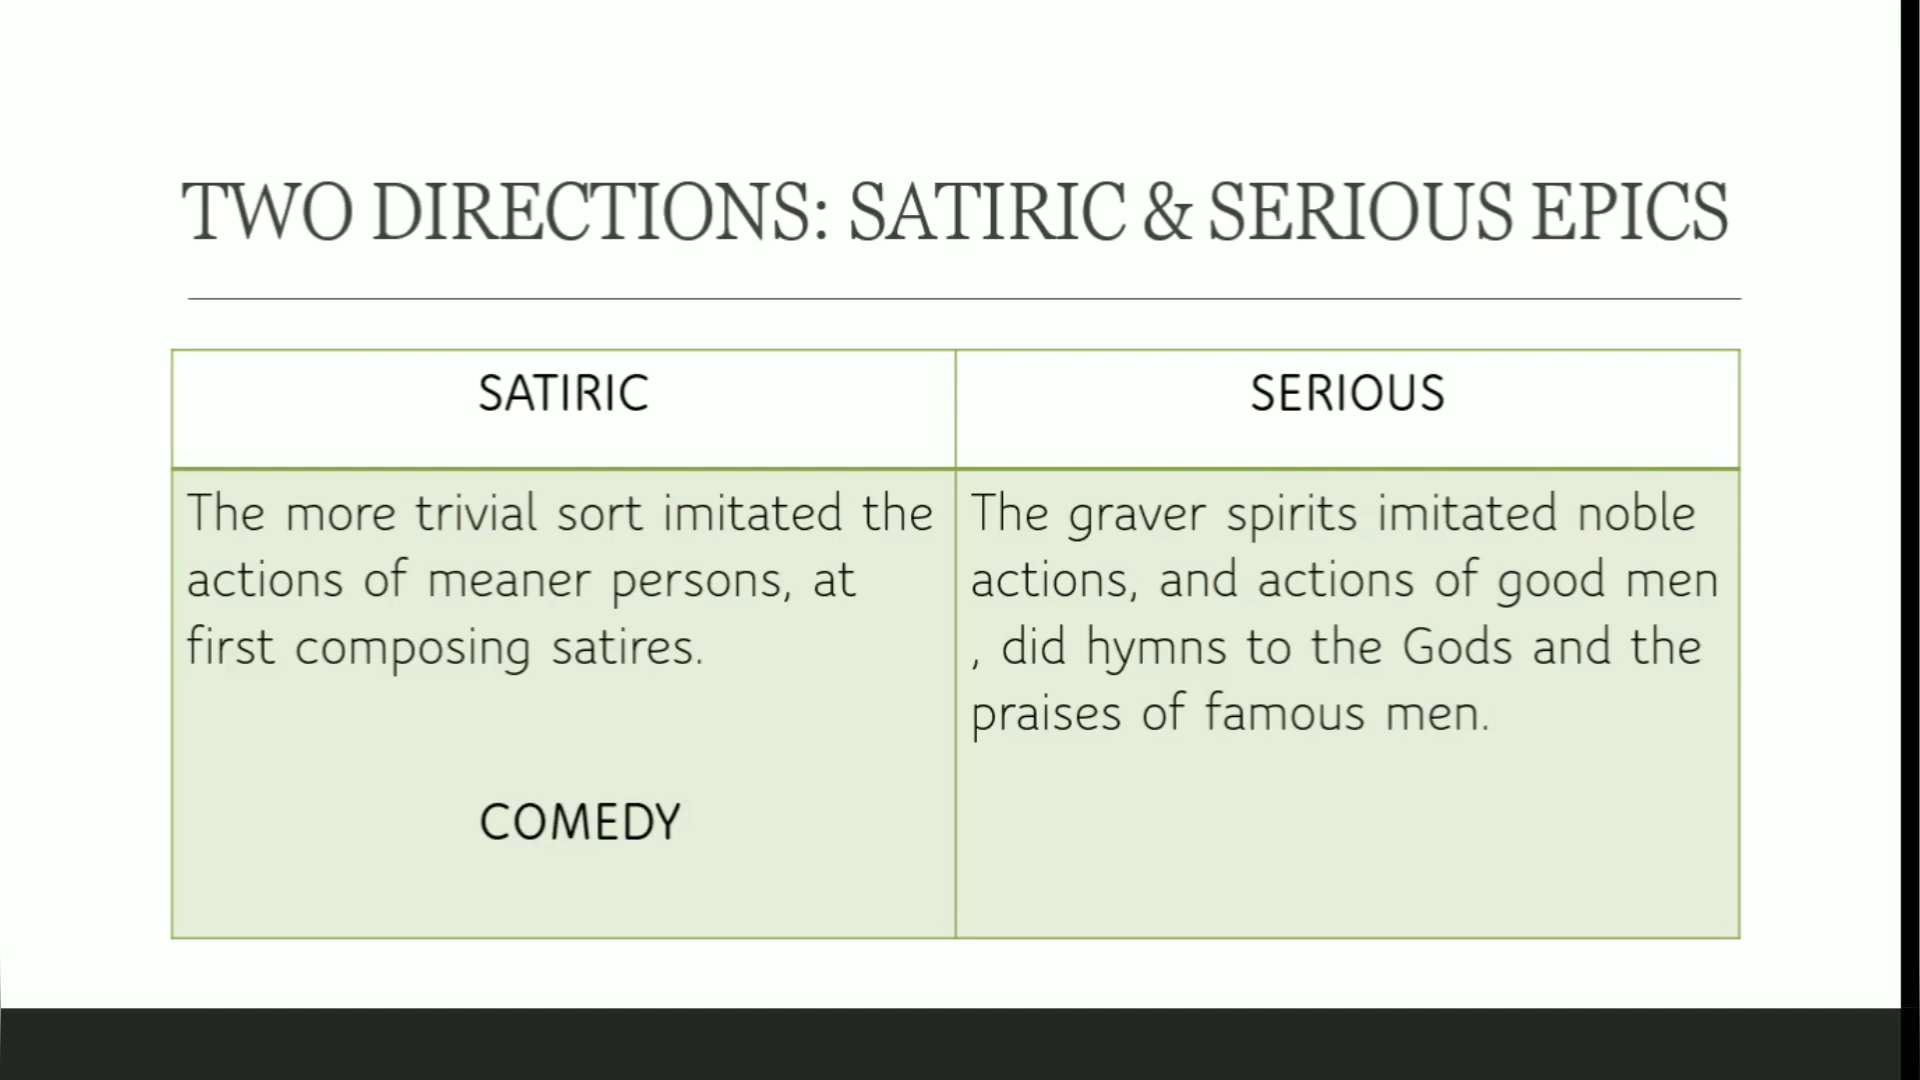 TWO DIRECTIONS: SATIRIC & SERIOUS EPICS
SATIRIC
SERIOUS
The more trivial sort imitated the
actions of meaner persons, at
first composing satires.
COMEDY
The graver spirits imitated noble
actions, and actions of good men
, did hymns to the Gods and the
praises of famous men.